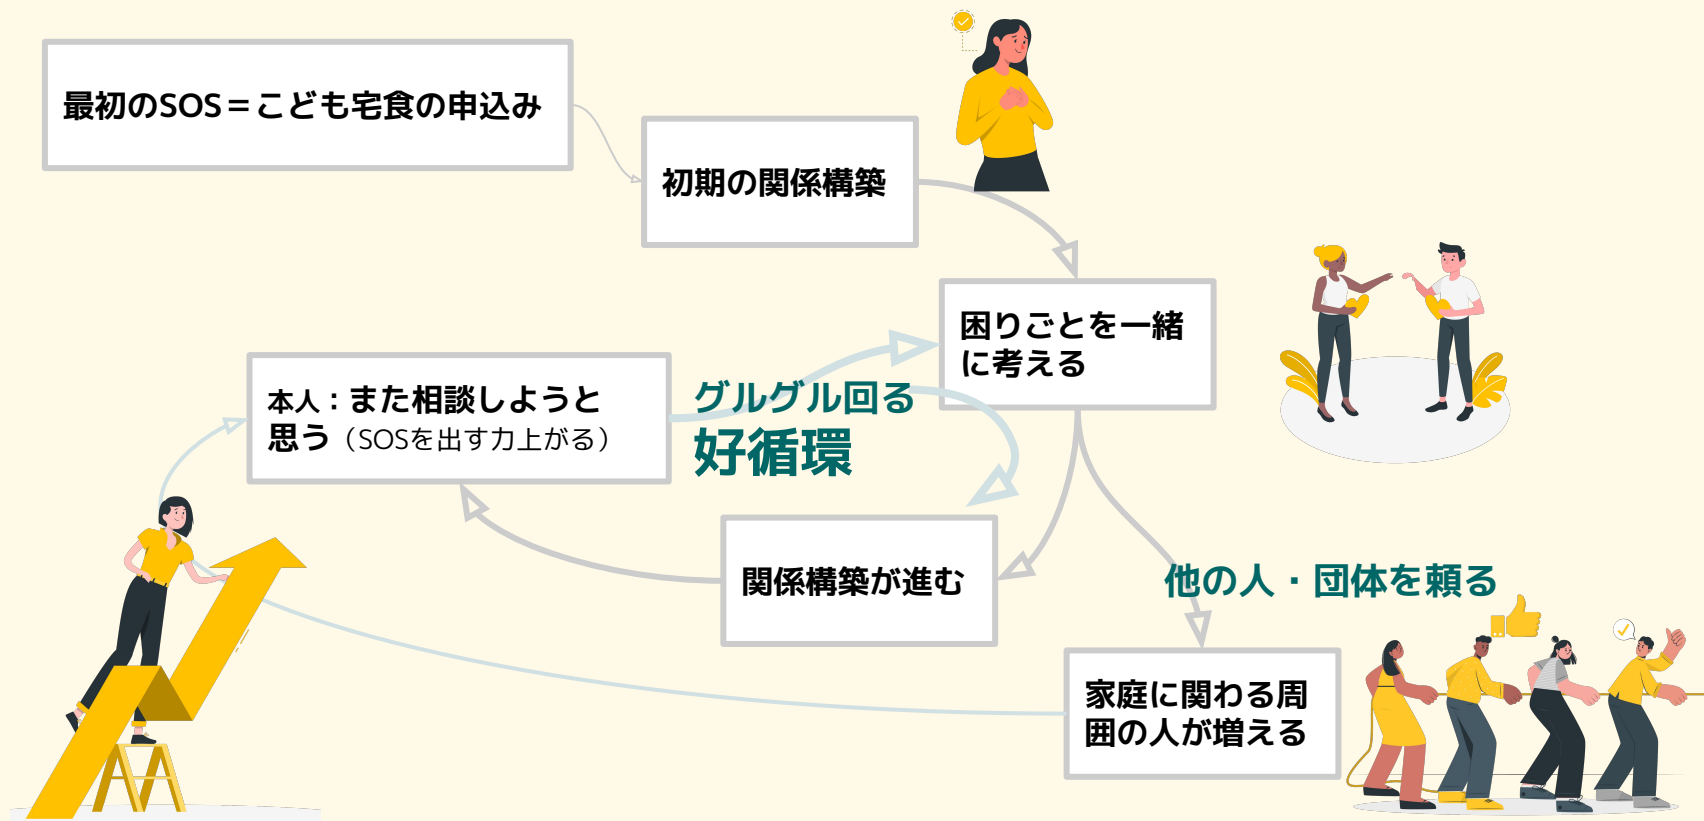 最初のSOS＝こども宅食の申込み
初期の関係構築
困りごとを一緒
に考える
本人：また相談しようと
思う（SOSを出す力上がる）
グルグル回る
好循環
関係構築が進む
他の人・団体を頼る
家庭に関わる周
囲の人が増える